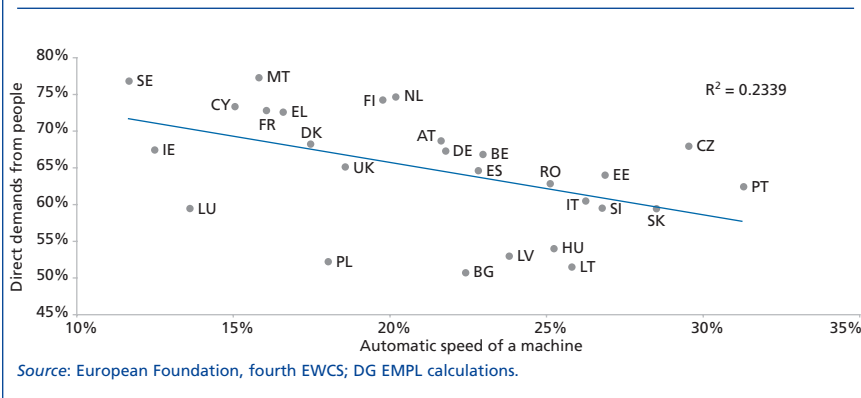 80%
SE
MT
75%
FI
NL
R² = 0.2339
CY
FR
EL
70%
DK
AT
CZ
IE
DE
BE
65%
UK
ES
RO
EE
PT
60%
LU
IT
SI
SK
55%
PL
LV
HU
50%
BG
LT
45%
10%
15%
20%
25%
30%
35%
Direct demands from people
Automatic speed of a machine
Source: European Foundation, fourth EWCS; DG EMPL calculations.